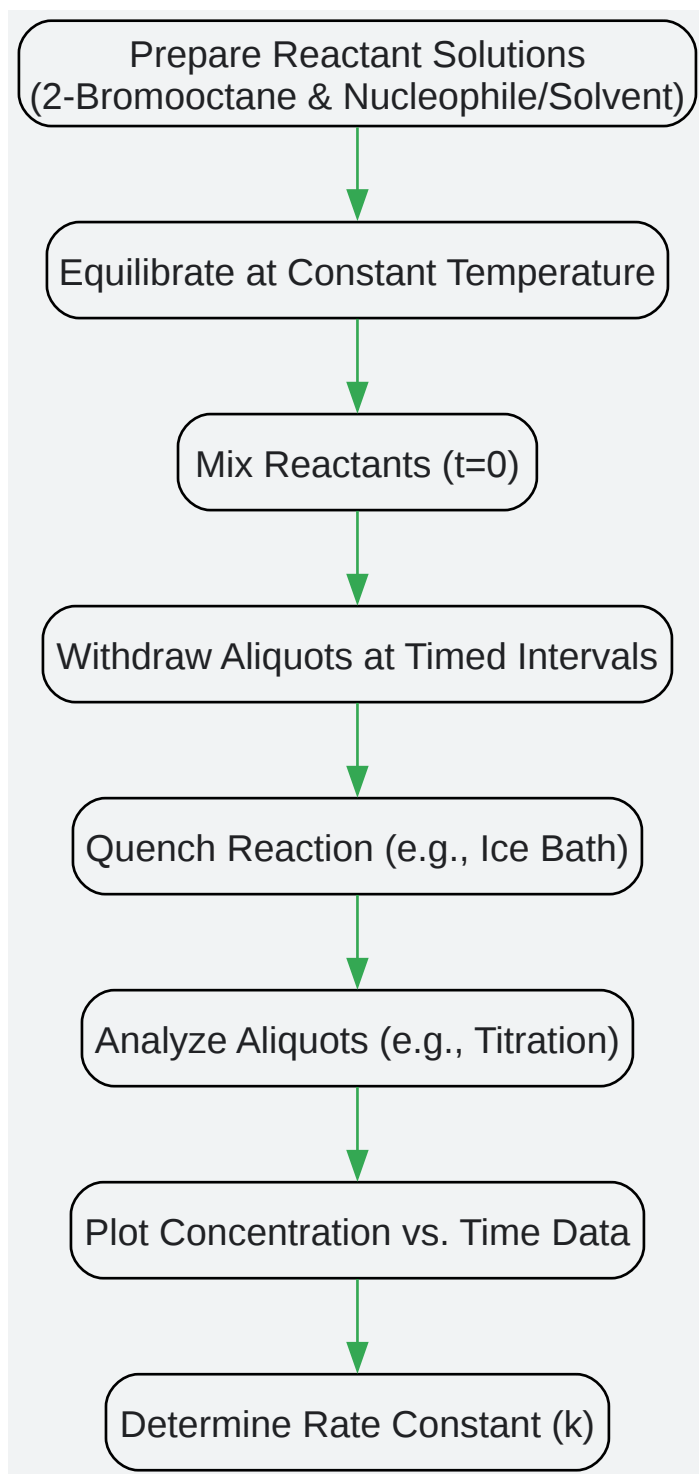 Prepare Reactant Solutions
(2-Bromooctane & Nucleophile/Solvent)
Equilibrate at Constant Temperature
Mix Reactants (t=0)
Withdraw Aliquots at Timed Intervals
Quench Reaction (e.g., Ice Bath)
Analyze Aliquots (e.g., Titration)
Plot Concentration vs. Time Data
Determine Rate Constant (k)